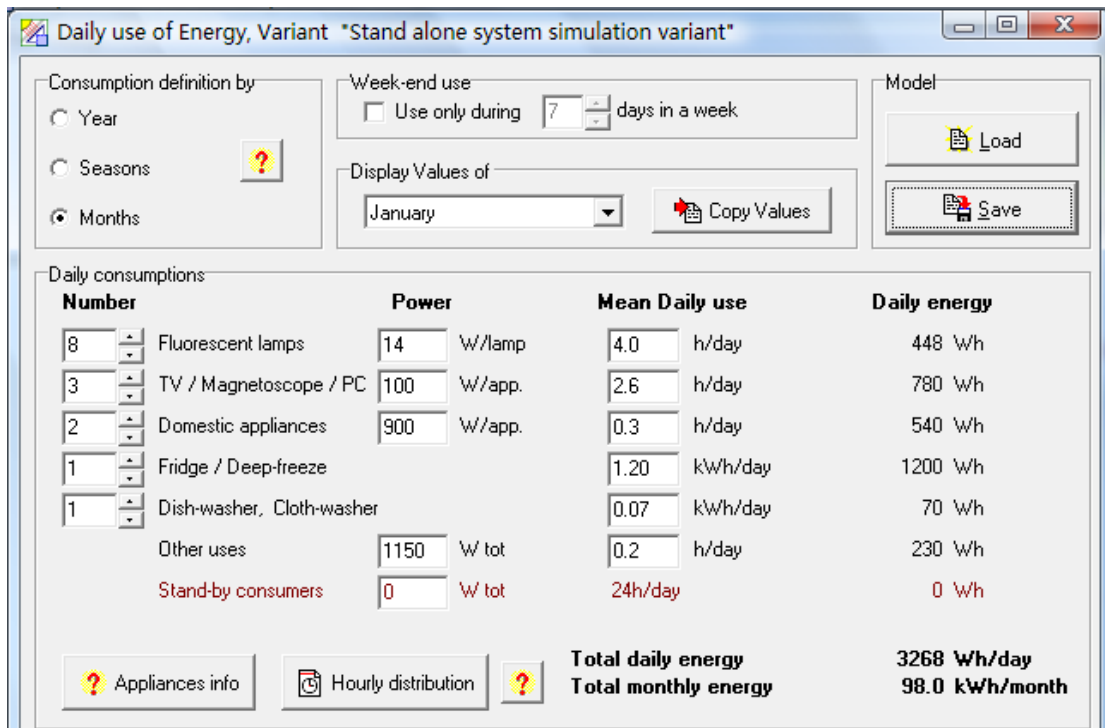 Daily use of Energy, Variant "Stand alone system simulation variant"
Consumption definition by
Year
Seasons
Months
?
Week-end use
Use only during 7 days in a week
Display Values of
January
Copy Values
Model
Load
Save
Daily consumptions
Number Power Mean Daily use Daily energy
8 Fluorescent lamps 14 W/lamp 4.0 h/day 448 Wh
3 TV / Magnetoscope / PC 100 W/app. 2.6 h/day 780 Wh
2 Domestic appliances 900 W/app. 0.3 h/day 540 Wh
1 Fridge / Deep-freeze 1.20 kWh/day 1200 Wh
1 Dish-washer, Cloth-washer 0.07 kWh/day 70 Wh
Other uses 1150 W tot 0.2 h/day 230 Wh
Stand-by consumers 0 W tot 24h/day 0 Wh
? Appliances info Hourly distribution ?
Total daily energy 3268 Wh/day
Total monthly energy 98.0 kWh/month